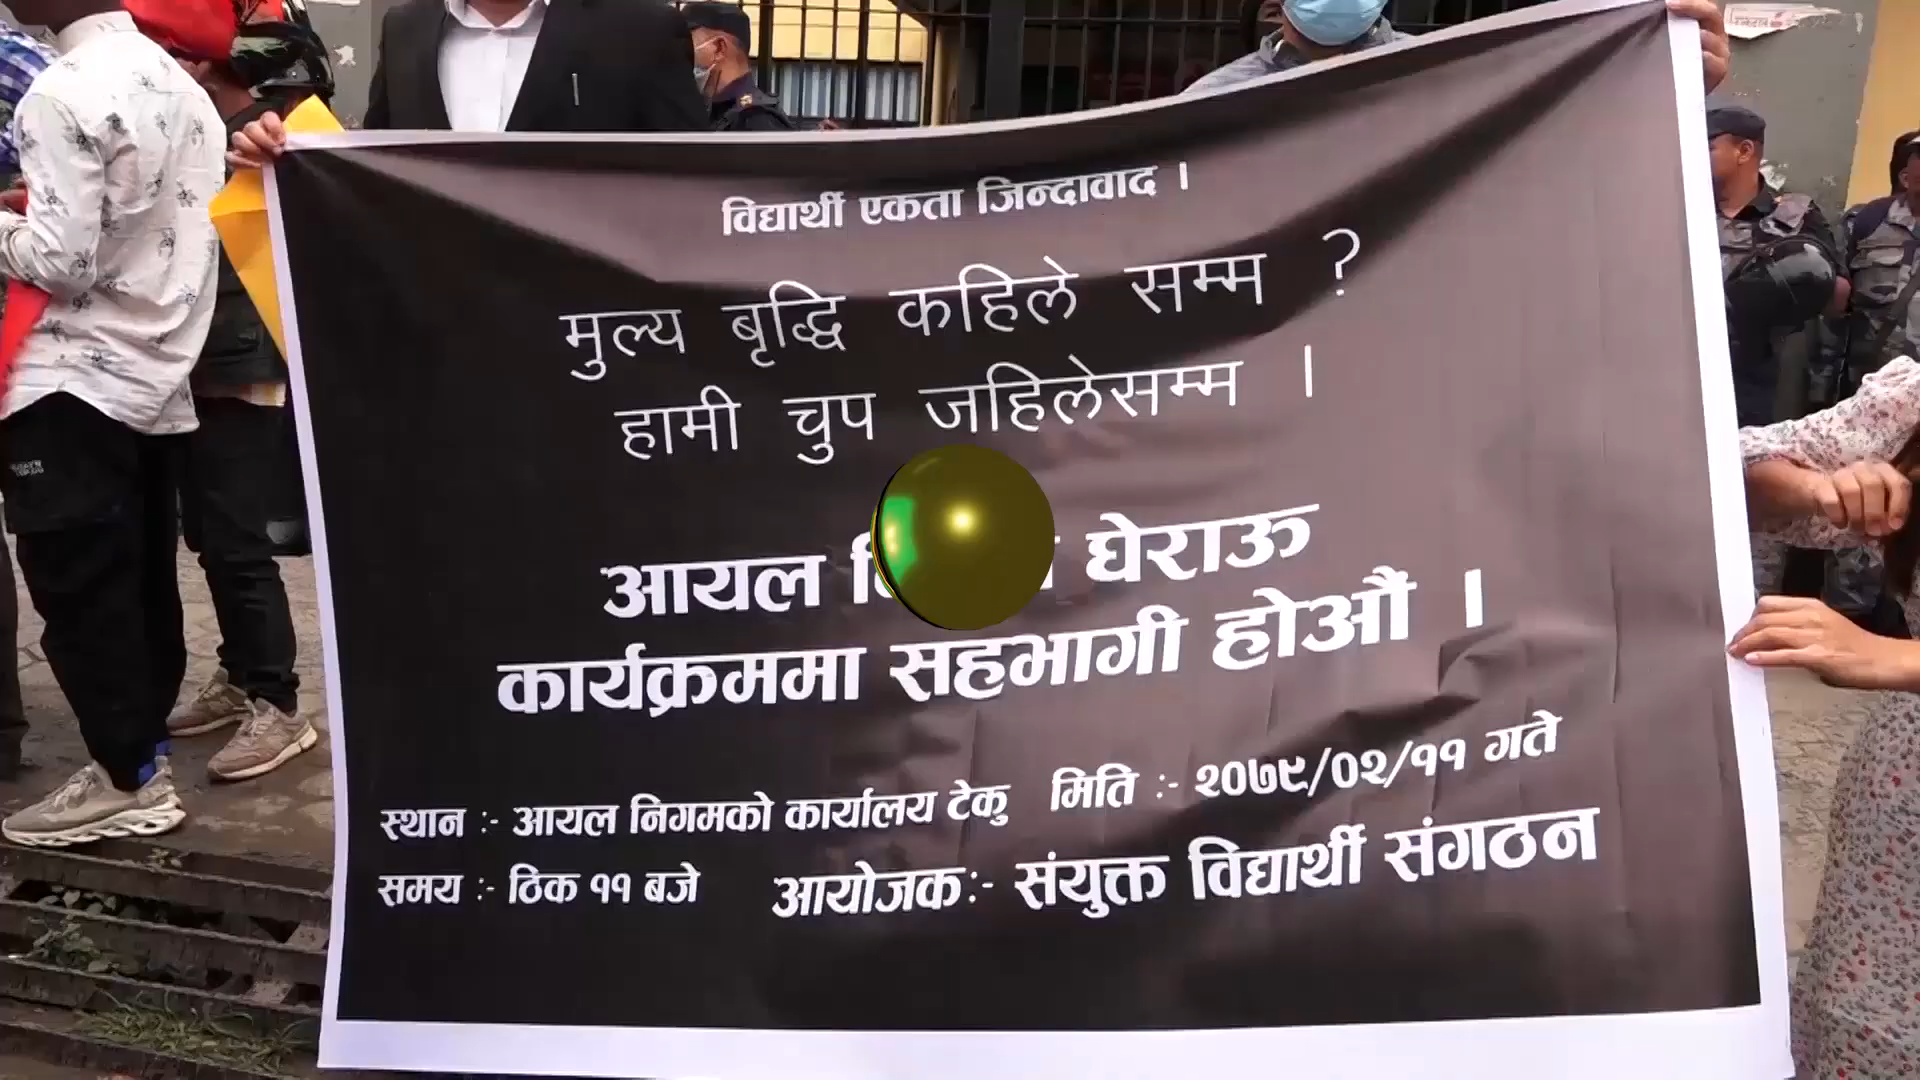 विद्यार्थी एकता जिन्दावाद ।
मुल्य बृद्धि कहिले सम्म ?
हामी चुप जहिलेसम्म ।
आयल घेराऊ
कार्यक्रममा सहभागी होऔं ।
स्थान :- आयल निगमको कार्यालय टेकु मिति :- २०७९/०२/११ गते
समय :- ठिक ११ बजे आयोजक:- संयुक्त विद्यार्थी संगठन